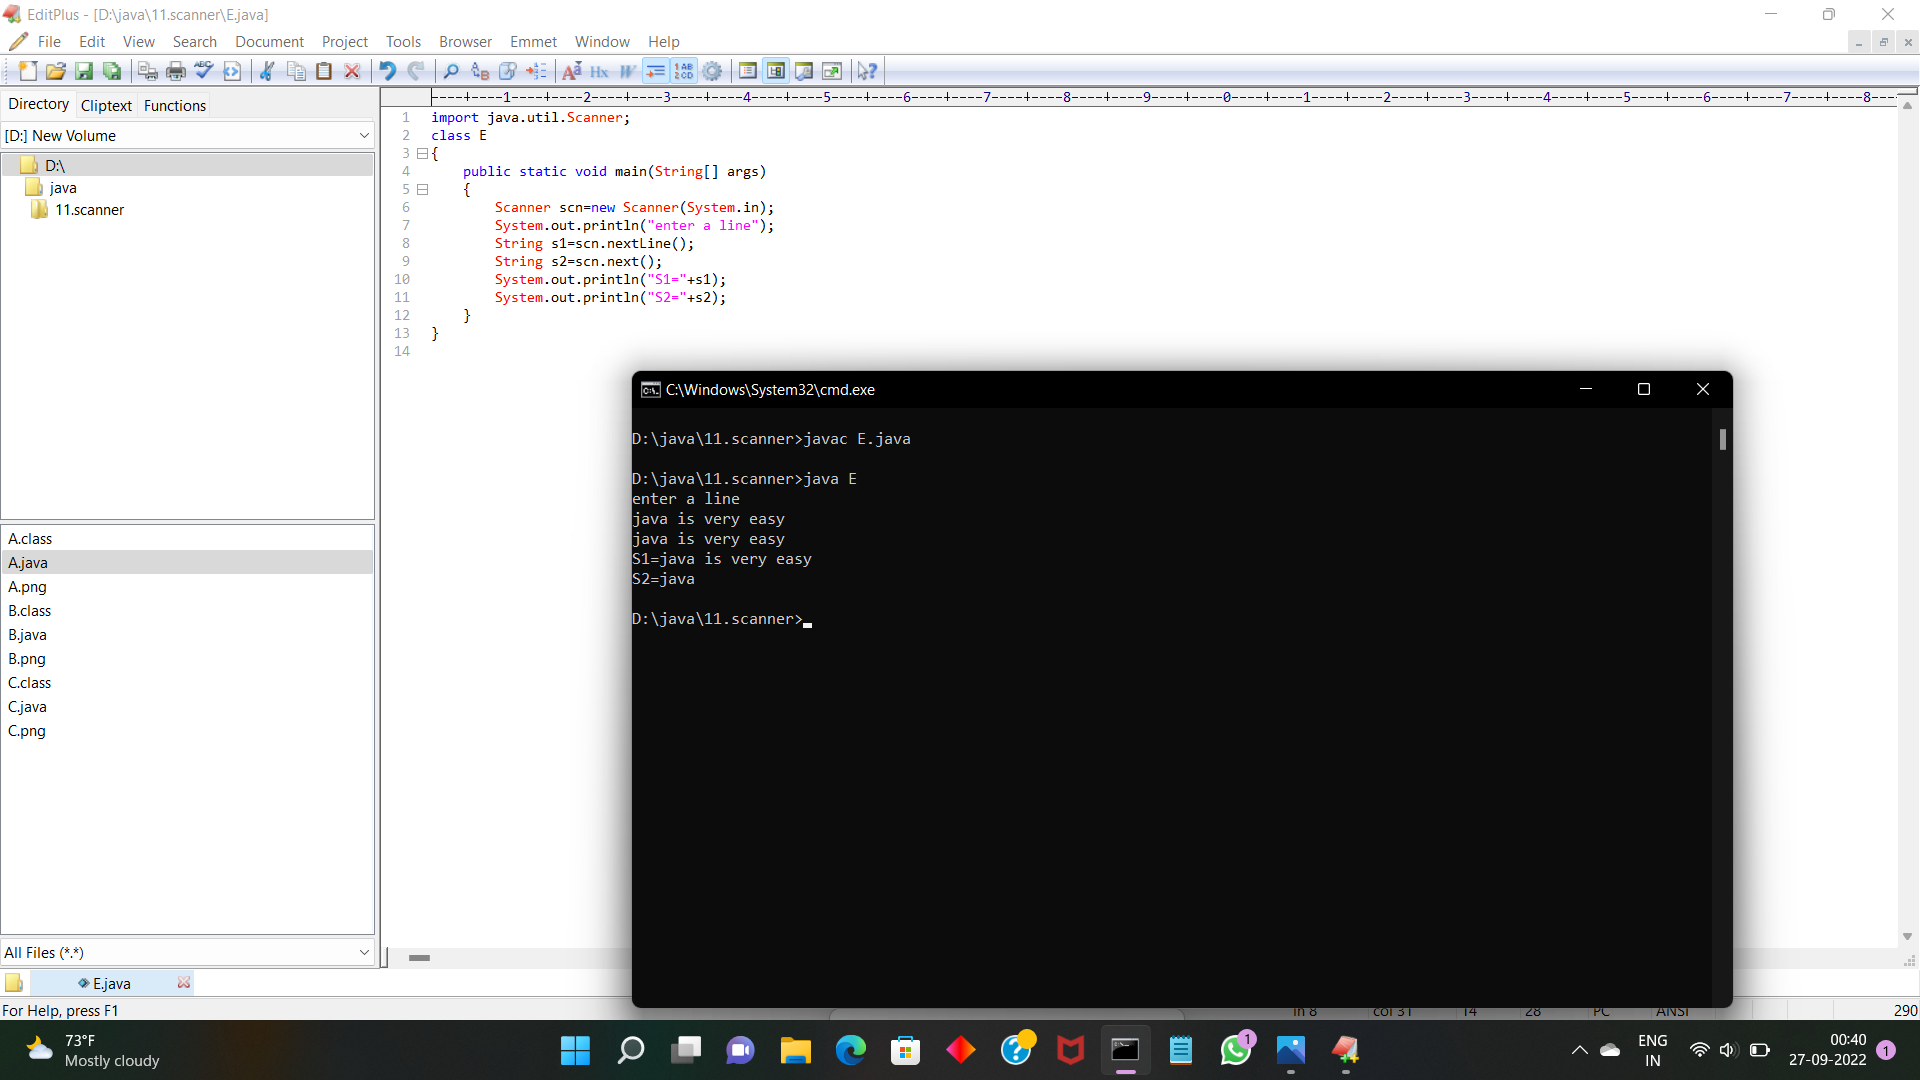 EditPlus - [D:\java\11.scanner\E.java]
File Edit View Search Document Project Tools Browser Emmet Window Help
Directory Cliptext Functions
[D:] New Volume
D:\
java
11.scanner
A.class
A.java
A.png
B.class
B.java
B.png
C.class
C.java
C.png
All Files (*.*)
----+----1----+----2----+----3----+----4----+----5----+----6----+----7----+----8----+----9----+----0----+----1----+----2----+----3----+----4----+----5----+----6----+----7----+----8---
1 import java.util.Scanner;
2 class E
3 {
4 public static void main(String[] args)
5 {
6 Scanner scn=new Scanner(System.in);
7 System.out.println("enter a line");
8 String s1=scn.nextLine();
9 String s2=scn.next();
10 System.out.println("S1="+s1);
11 System.out.println("S2="+s2);
12 }
13 }
14
C:\Windows\System32\cmd.exe
D:\java\11.scanner>javac E.java
D:\java\11.scanner>java E
enter a line
java is very easy
java is very easy
S1=java is very easy
S2=java
D:\java\11.scanner>
E.java
For Help, press F1
ln 8 col 31 14 28 PC ANSI 290
73°F
Mostly cloudy
1
ENG
IN
00:40
27-09-2022
1